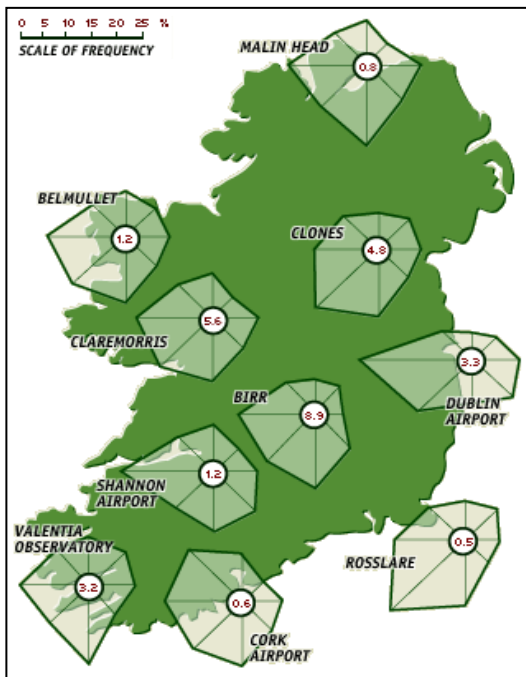 0 5 10 15 20 25 %
SCALE OF FREQUENCY
MALIN HEAD
0.8
BELMULLET
1.2
CLONES
4.8
CLAREMORRIS
5.6
DUBLIN
AIRPORT
3.3
BIRR
8.9
SHANNON
AIRPORT
1.2
VALENTIA
OBSERVATORY
3.2
ROSSLARE
0.5
CORK
AIRPORT
0.6